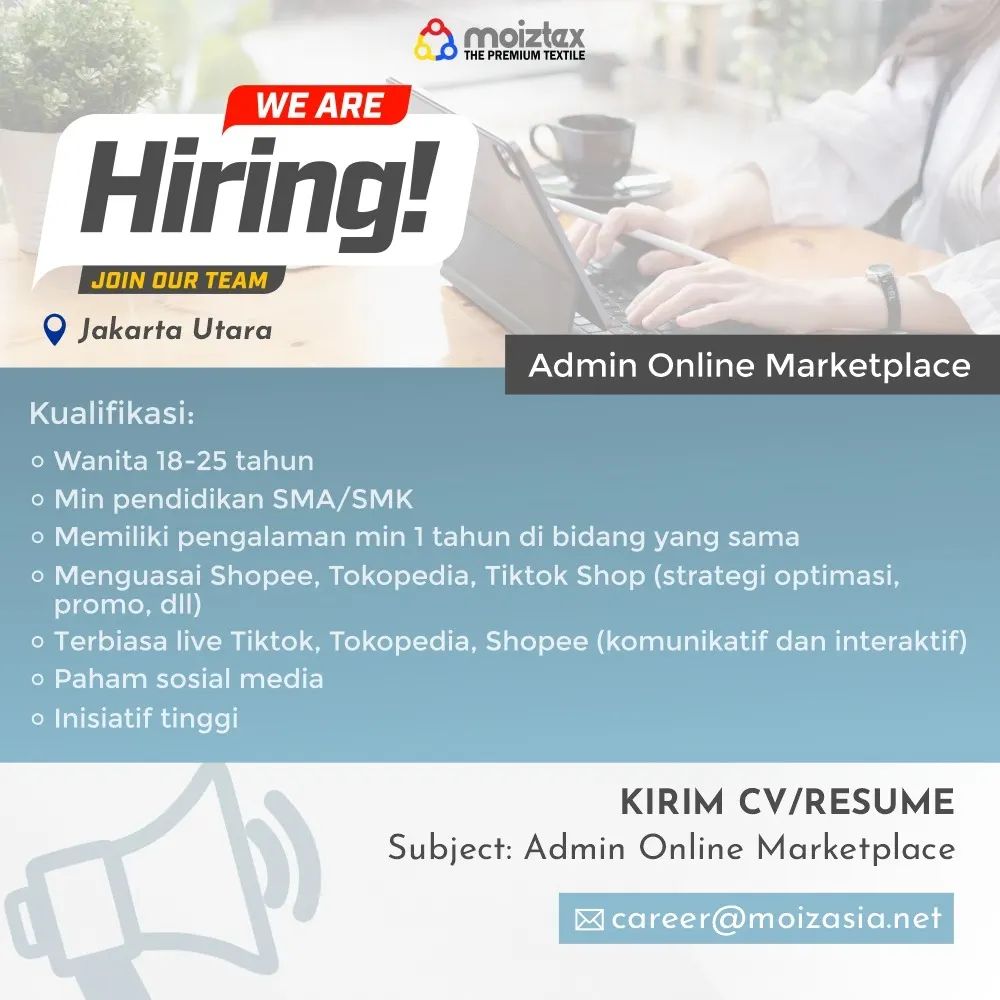 moiztex
THE PREMIUM TEXTILE
WE ARE
Hiring!
JOIN OUR TEAM
Jakarta Utara
Admin Online Marketplace
Kualifikasi:
Wanita 18-25 tahun
Min pendidikan SMA/SMK
Memiliki pengalaman min 1 tahun di bidang yang sama
Menguasai Shopee, Tokopedia, Tiktok Shop (strategi optimasi,
promo, dll)
Terbiasa live Tiktok, Tokopedia, Shopee (komunikatif dan interaktif)
Paham sosial media
Inisiatif tinggi
KIRIM CV/RESUME
Subject: Admin Online Marketplace
career@moizasia.net